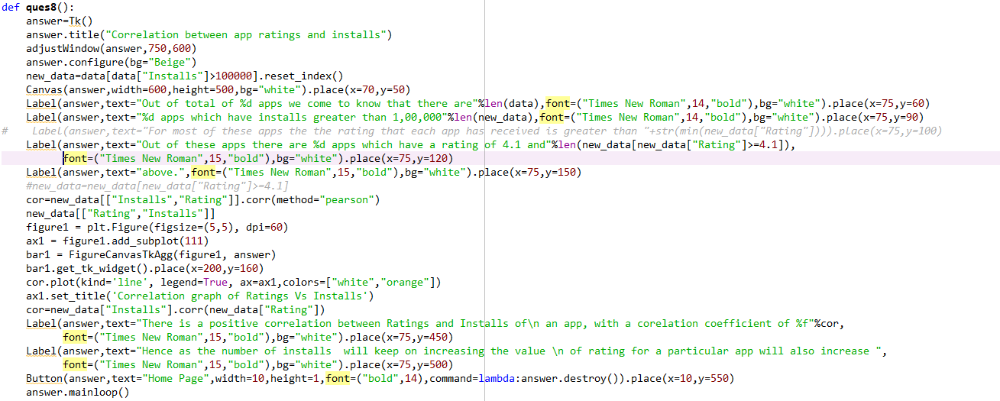 def ques8():
    answer=Tk()
    answer.title("Correlation between app ratings and installs")
    adjustWindow(answer,750,600)
    answer.configure(bg="Beige")
    new_data=data[data["Installs"]>100000].reset_index()
    Canvas(answer,width=600,height=500,bg="white").place(x=70,y=50)
    Label(answer,text="Out of total of %d apps we come to know that there are"%len(data),font=("Times New Roman",14,"bold"),bg="white").place(x=75,y=60)
    Label(answer,text="%d apps which have installs greater than 1,00,000"%len(new_data),font=("Times New Roman",14,"bold"),bg="white").place(x=75,y=90)
#    Label(answer,text="For most of these apps the the rating that each app has received is greater than "+str(min(new_data["Rating"]))).place(x=75,y=100)
    Label(answer,text="Out of these apps there are %d apps which have a rating of 4.1 and"%len(new_data[new_data["Rating"]>=4.1]),
          font=("Times New Roman",15,"bold"),bg="white").place(x=75,y=120)
    Label(answer,text="above.",font=("Times New Roman",15,"bold"),bg="white").place(x=75,y=150)
    #new_data=new_data[new_data["Rating"]>=4.1]
    cor=new_data[["Installs","Rating"]].corr(method="pearson")
    new_data[["Rating","Installs"]]
    figure1 = plt.Figure(figsize=(5,5), dpi=60)
    ax1 = figure1.add_subplot(111)
    bar1 = FigureCanvasTkAgg(figure1, answer)
    bar1.get_tk_widget().place(x=200,y=160)
    cor.plot(kind='line', legend=True, ax=ax1,colors=["white","orange"])
    ax1.set_title('Correlation graph of Ratings Vs Installs')
    cor=new_data["Installs"].corr(new_data["Rating"])
    Label(answer,text="There is a positive correlation between Ratings and Installs of\n an app, with a corelation coefficient of %f"%cor,
          font=("Times New Roman",15,"bold"),bg="white").place(x=75,y=450)
    Label(answer,text="Hence as the number of installs  will keep on increasing the value \n of rating for a particular app will also increase ",
          font=("Times New Roman",15,"bold"),bg="white").place(x=75,y=500)
    Button(answer,text="Home Page",width=10,height=1,font=("bold",14),command=lambda:answer.destroy()).place(x=10,y=550)
    answer.mainloop()